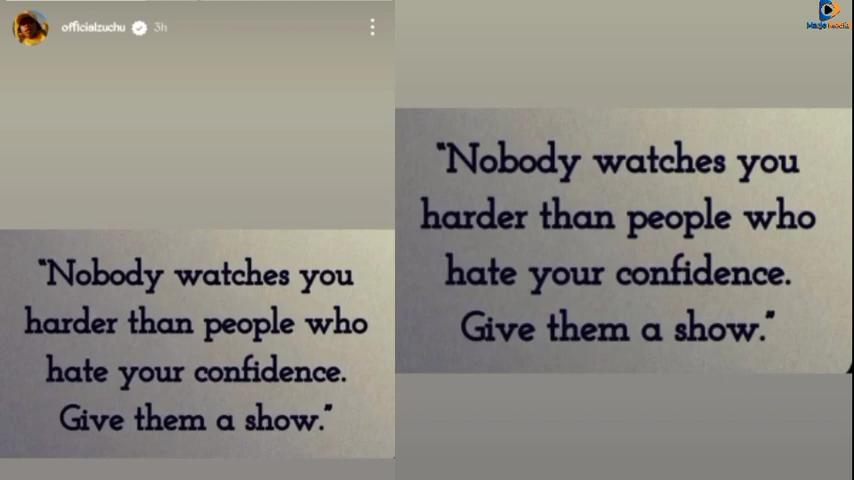 officialzuchu 3h
"Nobody watches you
harder than people who
hate your confidence.
Give them a show."
"Nobody watches you
harder than people who
hate your confidence.
Give them a show."